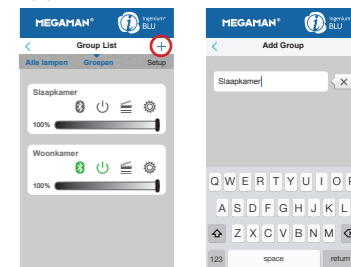 MEGAMAN®
ingenium®
BLU
Group List
Alle lampen
Groepen
Setup
Slaapkamer
100%
Woonkamer
100%
MEGAMAN®
ingenium®
BLU
Add Group
Slaapkamer
Q W E R T Y U I O P
A S D F G H J K L
Z X C V B N M
123
space
return